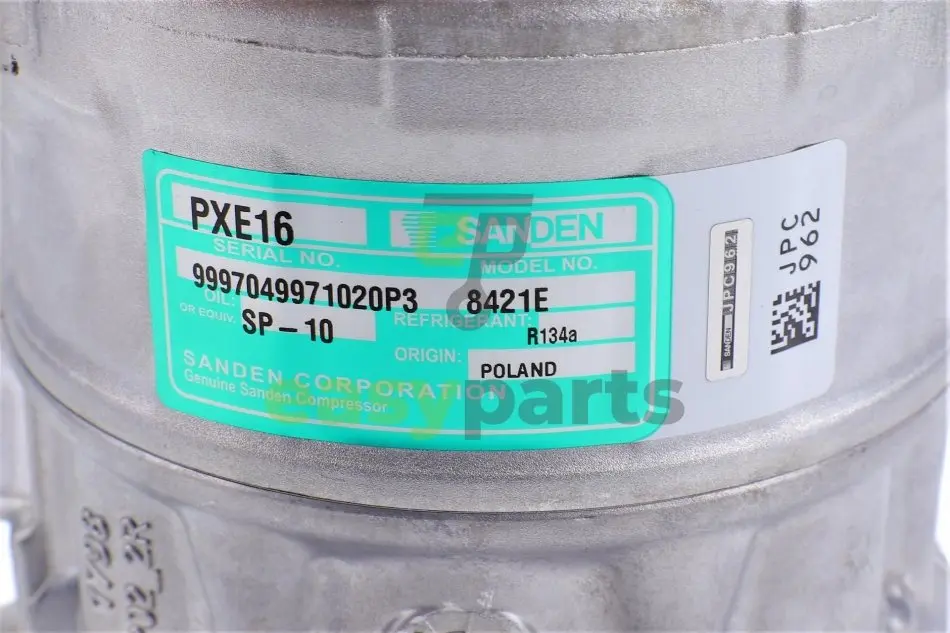 PXE16
SANDEN
SERIAL NO.
MODEL NO.
9997049971020P3 8421E
OIL:
OR EQUIV.
SP-10
REFRIGERANT:
R134a
ORIGIN:
POLAND
SANDEN CORPORATION
Genuine Sanden Compressor
SANDEN JPC962
JPC
962
easyparts